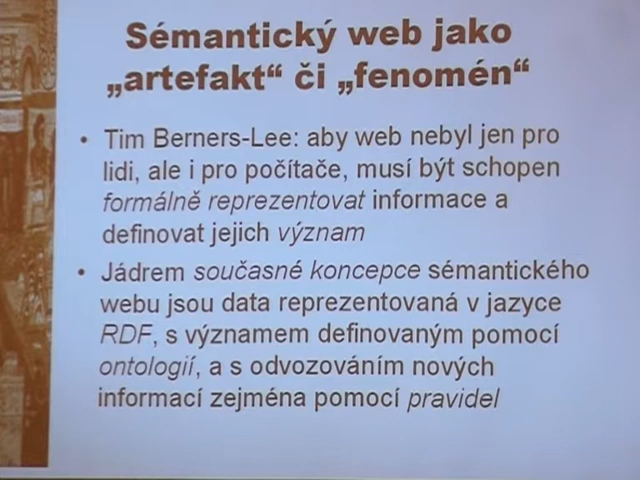 Sémantický web jako
„artefakt“ či „fenomén“
• Tim Berners-Lee: aby web nebyl jen pro
lidi, ale i pro počítače, musí být schopen
formálně reprezentovat informace a
definovat jejich význam
• Jádrem současné koncepce sémantického
webu jsou data reprezentovaná v jazyce
RDF, s významem definovaným pomocí
ontologií, a s odvozováním nových
informací zejména pomocí pravidel